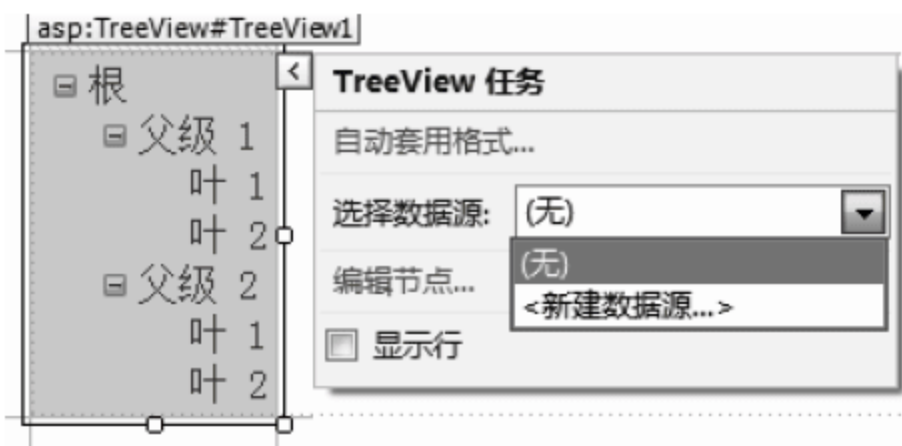 asp:TreeView#TreeView1
根
父级 1
叶 1
叶 2
父级 2
叶 1
叶 2
TreeView 任务
自动套用格式...
选择数据源: (无)
(无)
<新建数据源...>
编辑节点...
显示行